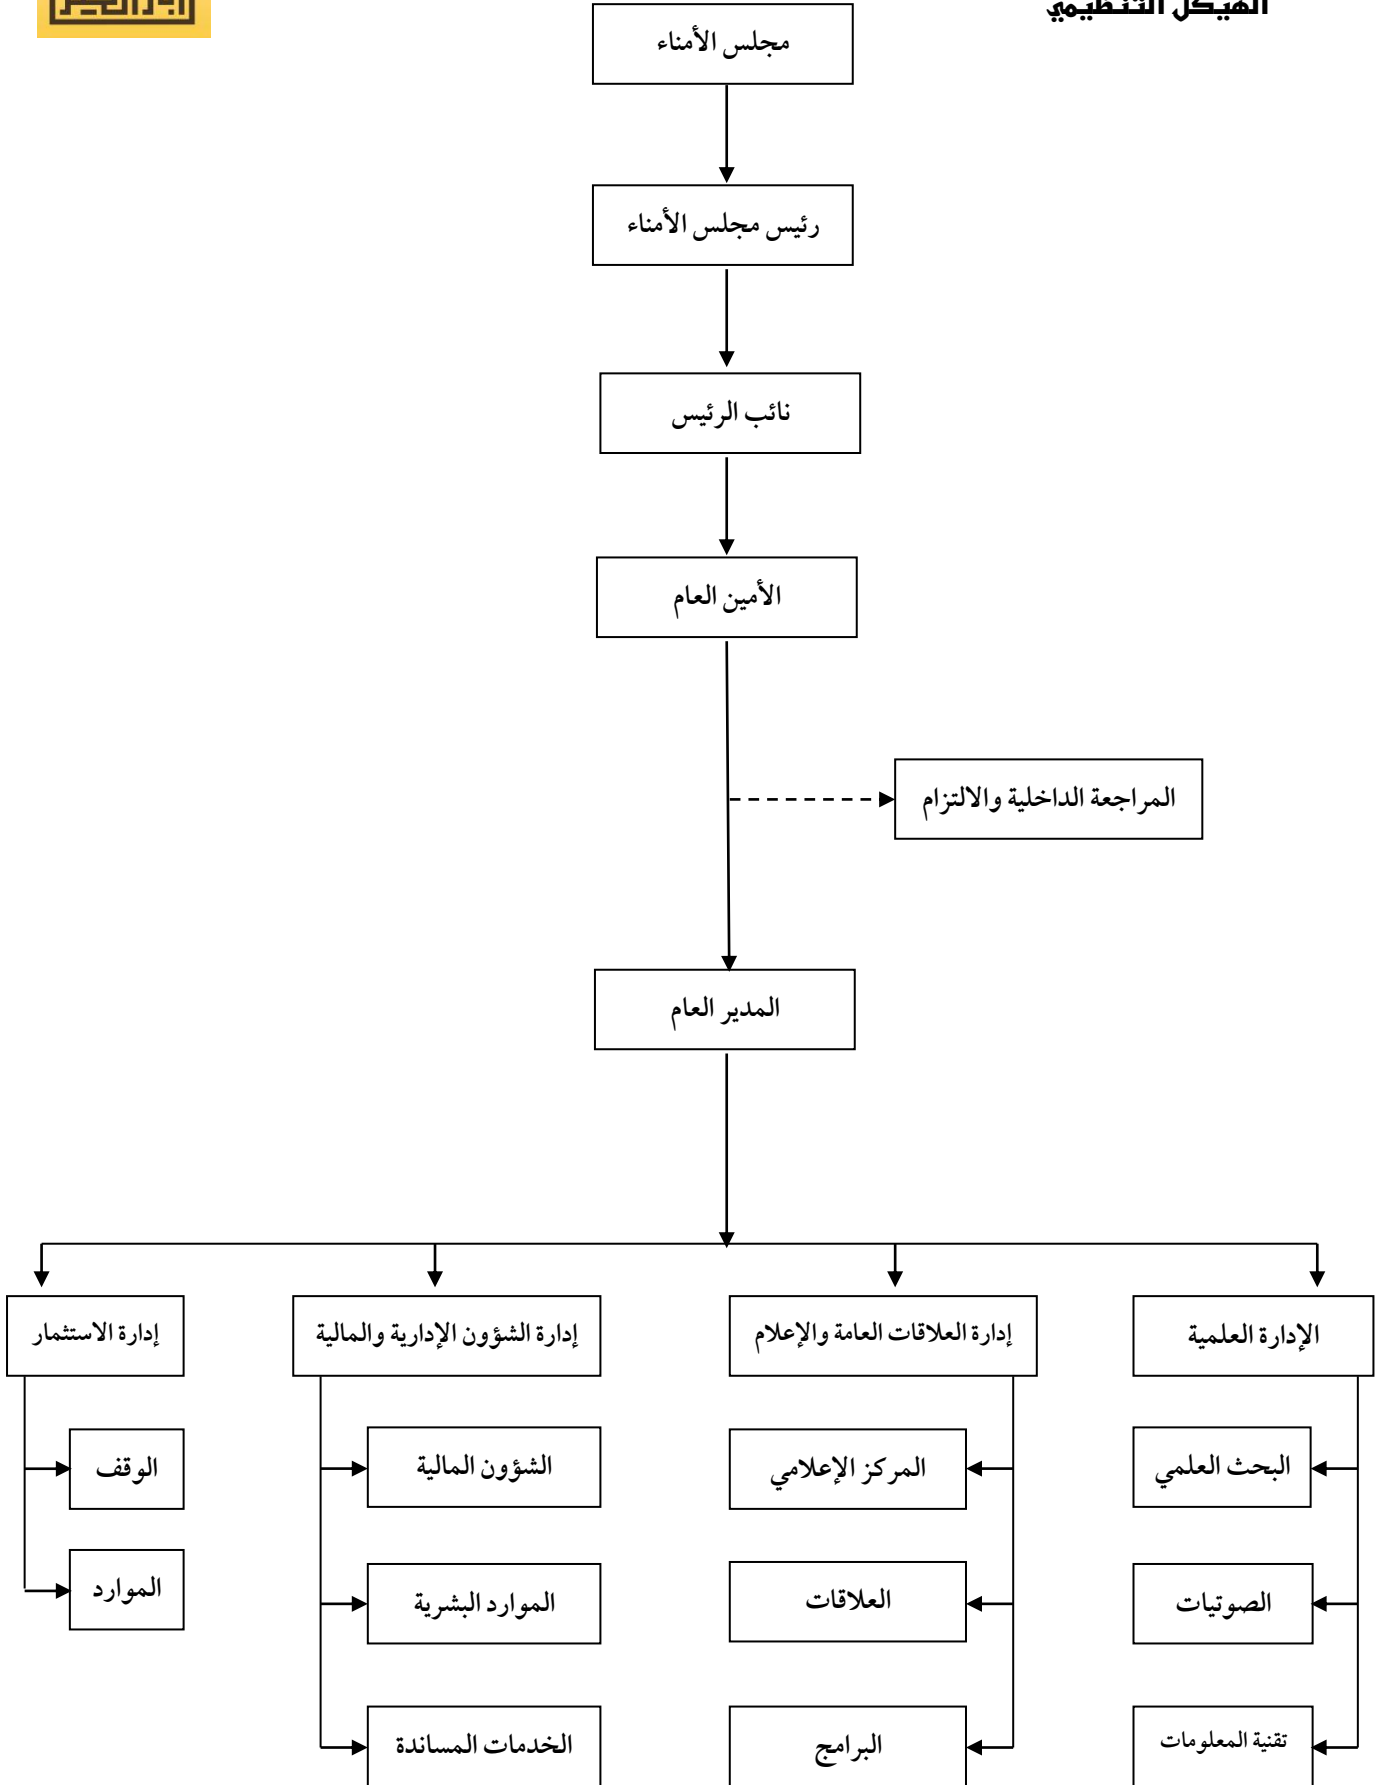 الهيكل التنظيمي
مجلس الأمناء
رئيس مجلس الأمناء
نائب الرئيس
الأمين العام
المراجعة الداخلية والالتزام
المدير العام
الإدارة العلمية
إدارة العلاقات العامة والإعلام
إدارة الشؤون الإدارية والمالية
إدارة الاستثمار
البحث العلمي
المركز الإعلامي
الشؤون المالية
الوقف
الصوتيات
العلاقات
الموارد البشرية
الموارد
تقنية المعلومات
البرامج
الخدمات المساندة